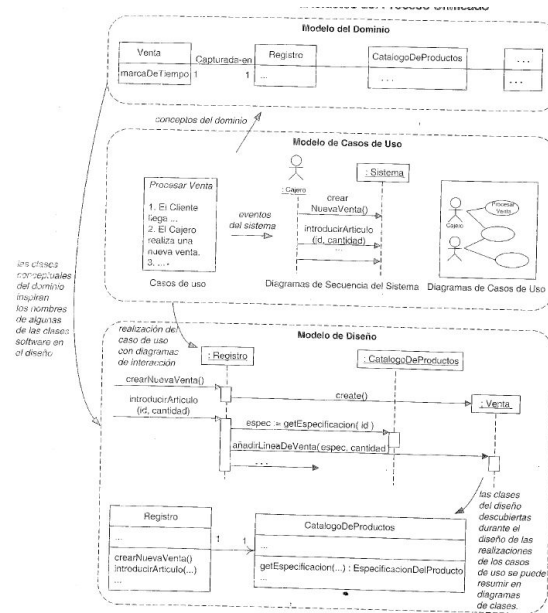 Proceso Unificado
Modelo del Dominio
Venta
marcaDeTiempo
Capturada-en
1
1
Registro
...
CatalogoDeProductos
...
...
...
conceptos del dominio
Modelo de Casos de Uso
Procesar Venta
1. El Cliente
llega ...
2. El Cajero
realiza una
nueva venta.
3. ...
Casos de uso
eventos
del sistema
: Cajero
: Sistema
crear
NuevaVenta()
introducirArticulo
(id, cantidad)
...
Diagramas de Secuencia del Sistema
Cajero
Procesar
Venta
Diagramas de Casos de Uso
las clases
conceptuales
del dominio
inspiran
los nombres
de algunas
de las clases
software en
el diseño
realización del
caso de uso
con diagramas
de interacción
Modelo de Diseño
: Registro
: CatalogoDeProductos
crearNuevaVenta()
create()
: Venta
introducirArticulo
(id, cantidad)
espec := getEspecificacion( id )
añadirLineaDeVenta( espec, cantidad
...
las clases
del diseño
descubiertas
durante el
diseño de las
realizaciones
de los casos
de uso se puede
resumir en
diagramas
de clases.
Registro
...
crearNuevaVenta()
introducirArticulo(...)
...
1
1
CatalogoDeProductos
...
getEspecificacion(...) : EspecificacionDelProducto
...